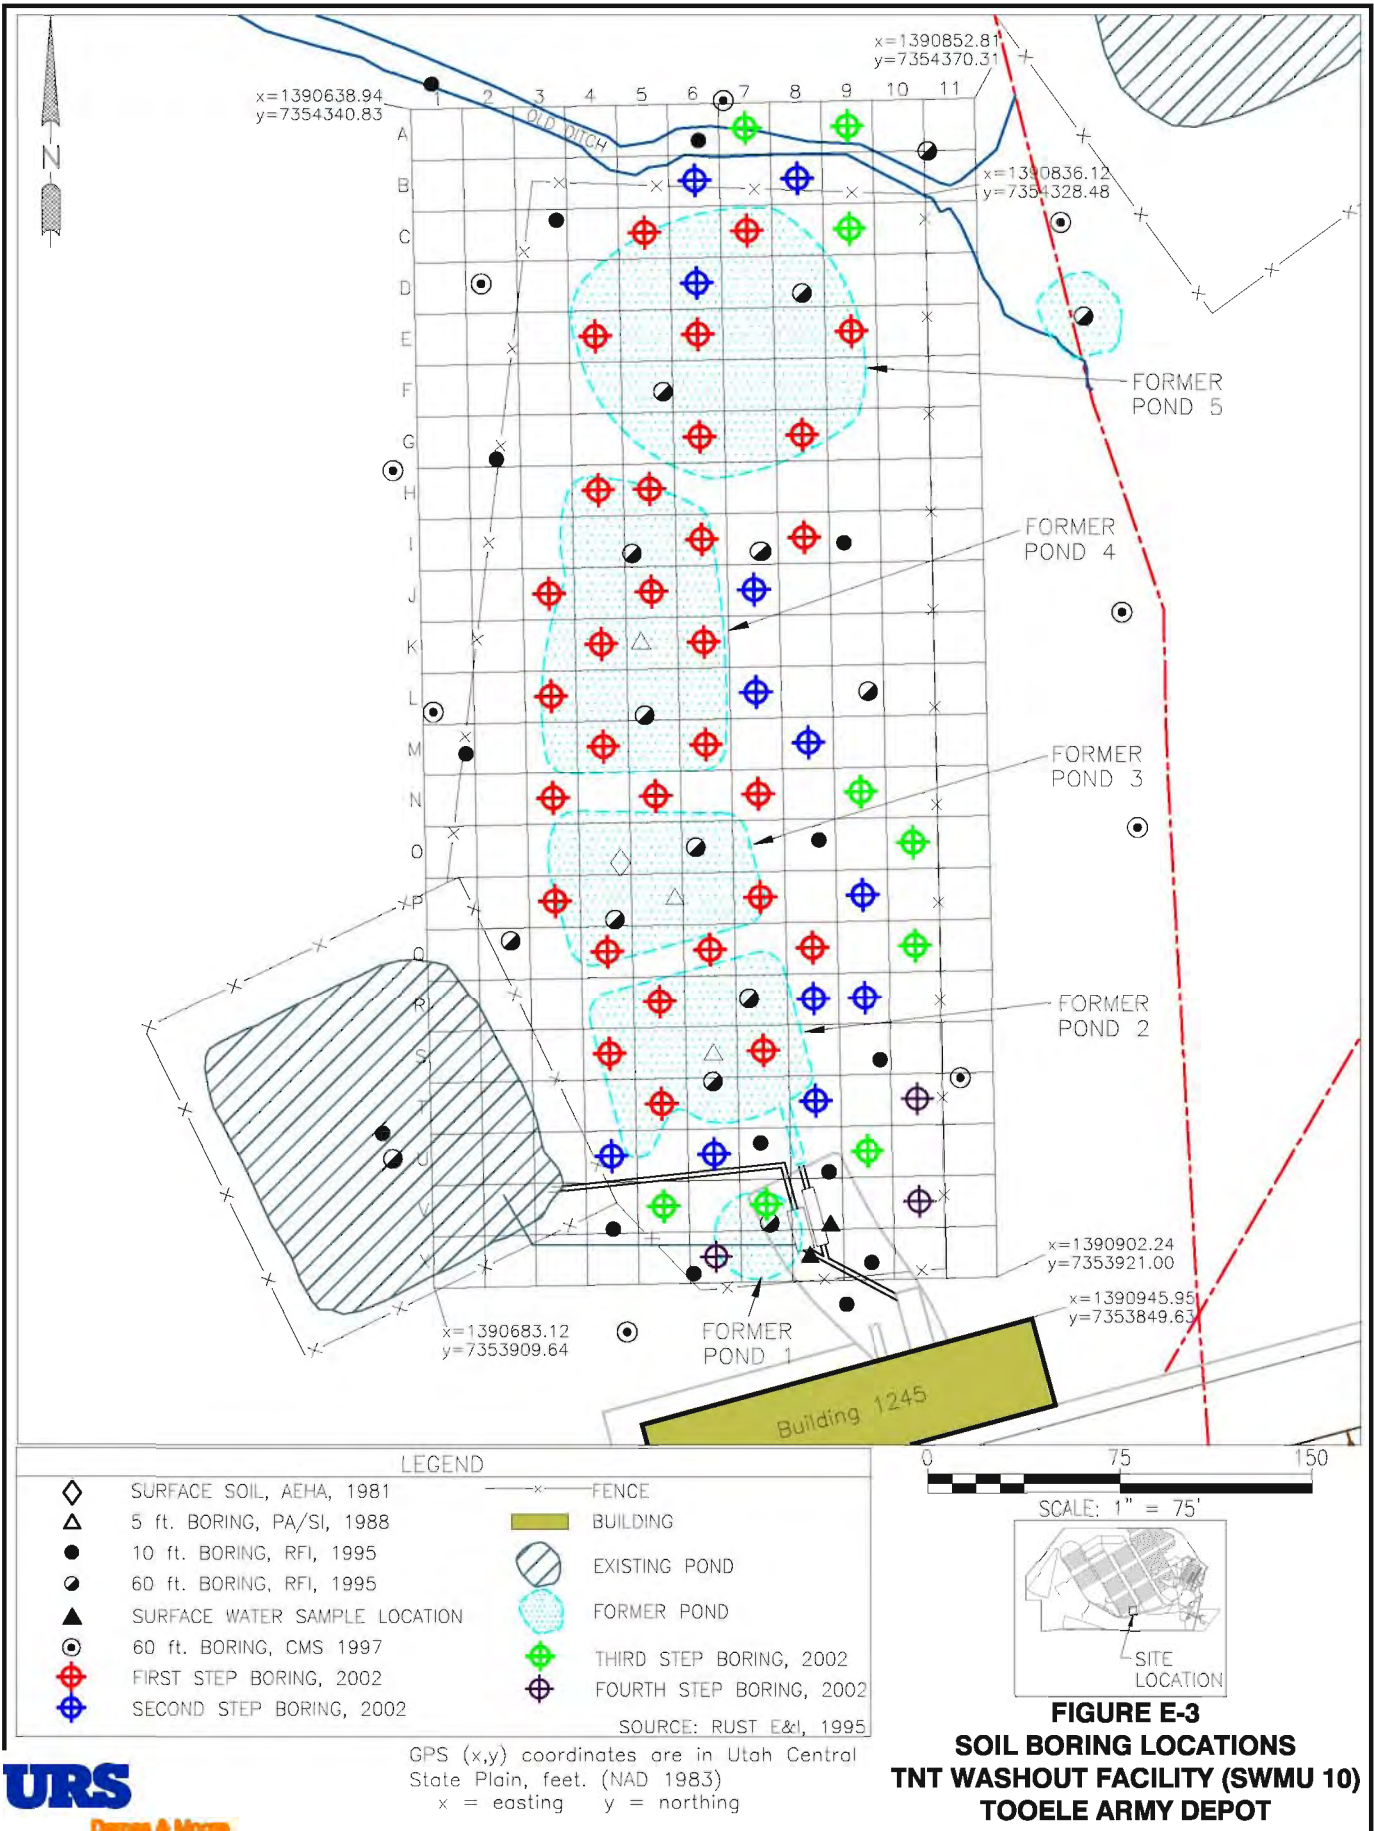 x=1390852.81
y=7354370.31
x=1390638.94
y=7354340.83
1 2 3 4 5 6 7 8 9 10 11
N
OLD DITCH
A
B
x=1390836.12
y=7354328.48
C
D
E
F
FORMER
POND 5
G
H
I
FORMER
POND 4
J
K
L
M
FORMER
POND 3
N
O
P
Q
R
FORMER
POND 2
S
T
U
V
x=1390902.24
y=7353921.00
x=1390945.95
y=7353849.63
x=1390683.12
y=7353909.64
FORMER
POND 1
Building 1245
LEGEND
SURFACE SOIL, AEHA, 1981
5 ft. BORING, PA/SI, 1988
10 ft. BORING, RFI, 1995
60 ft. BORING, RFI, 1995
SURFACE WATER SAMPLE LOCATION
60 ft. BORING, CMS 1997
FIRST STEP BORING, 2002
SECOND STEP BORING, 2002
FENCE
BUILDING
EXISTING POND
FORMER POND
THIRD STEP BORING, 2002
FOURTH STEP BORING, 2002
SOURCE: RUST E&I, 1995
0 75 150
SCALE: 1" = 75'
SITE
LOCATION
GPS (x,y) coordinates are in Utah Central
State Plain, feet. (NAD 1983)
x = easting y = northing
FIGURE E-3
SOIL BORING LOCATIONS
TNT WASHOUT FACILITY (SWMU 10)
TOOELE ARMY DEPOT
URS
Dames & Moore